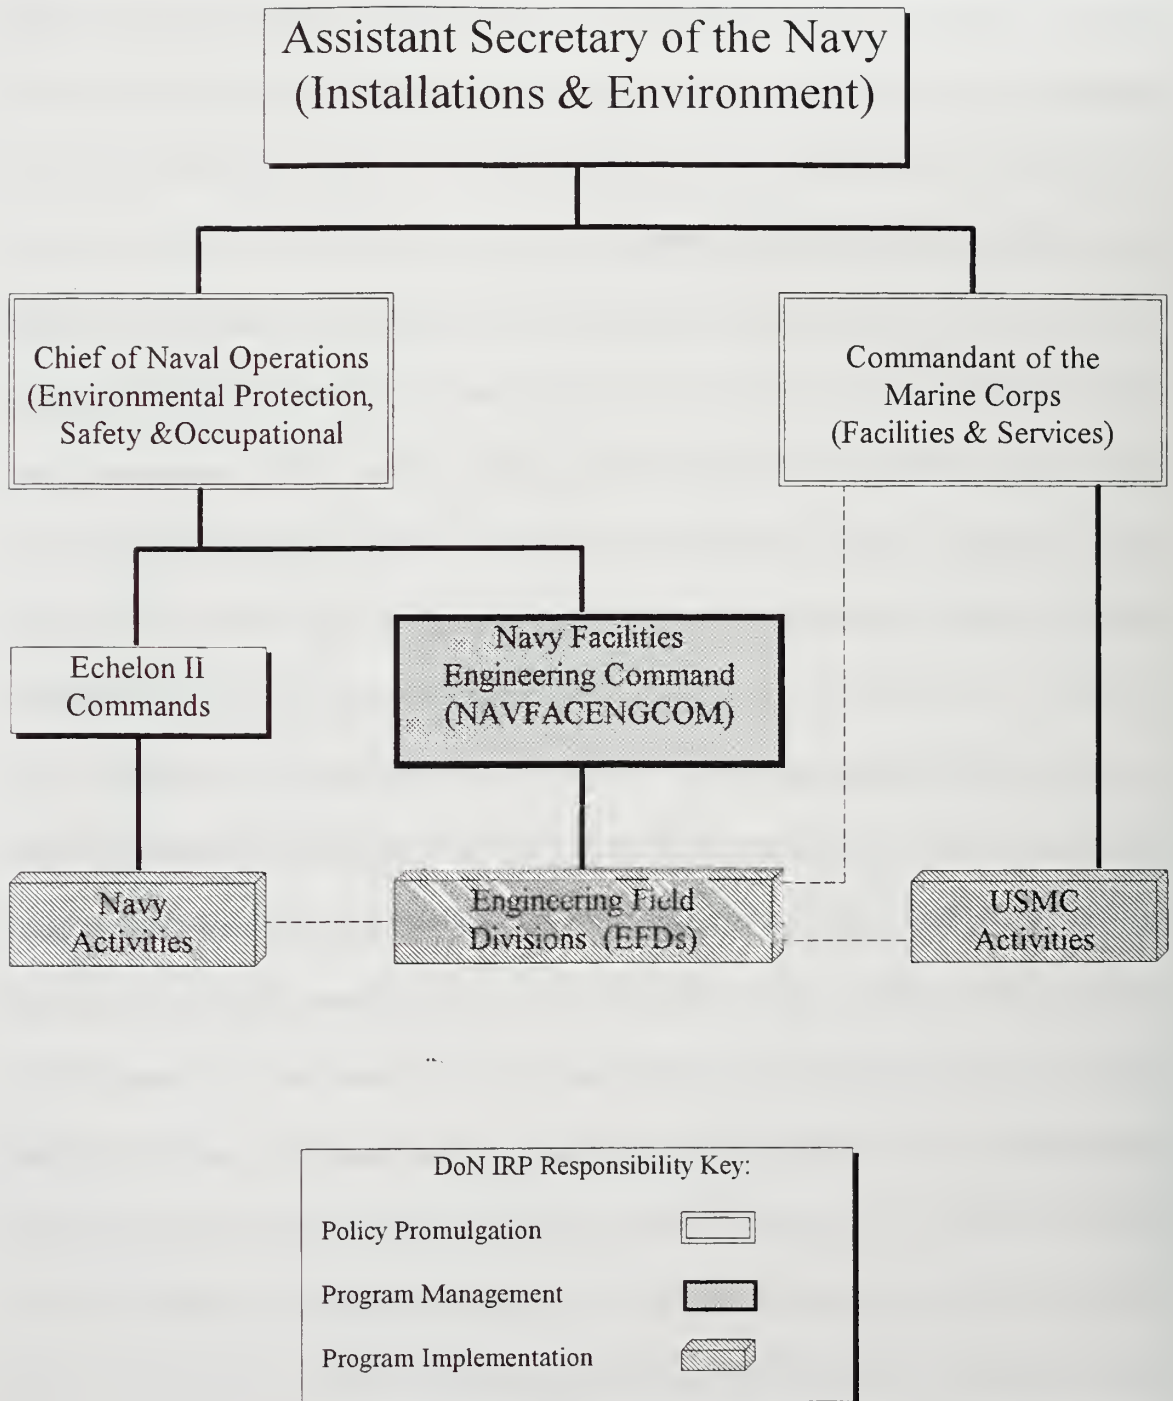 Assistant Secretary of the Navy
(Installations & Environment)
Chief of Naval Operations
(Environmental Protection,
Safety &Occupational
Commandant of the
Marine Corps
(Facilities & Services)
Echelon II
Commands
Navy Facilities
Engineering Command
(NAVFACENGCOM)
Navy
Activities
Engineering Field
Divisions (EFDs)
USMC
Activities
DoN IRP Responsibility Key:
Policy Promulgation
Program Management
Program Implementation